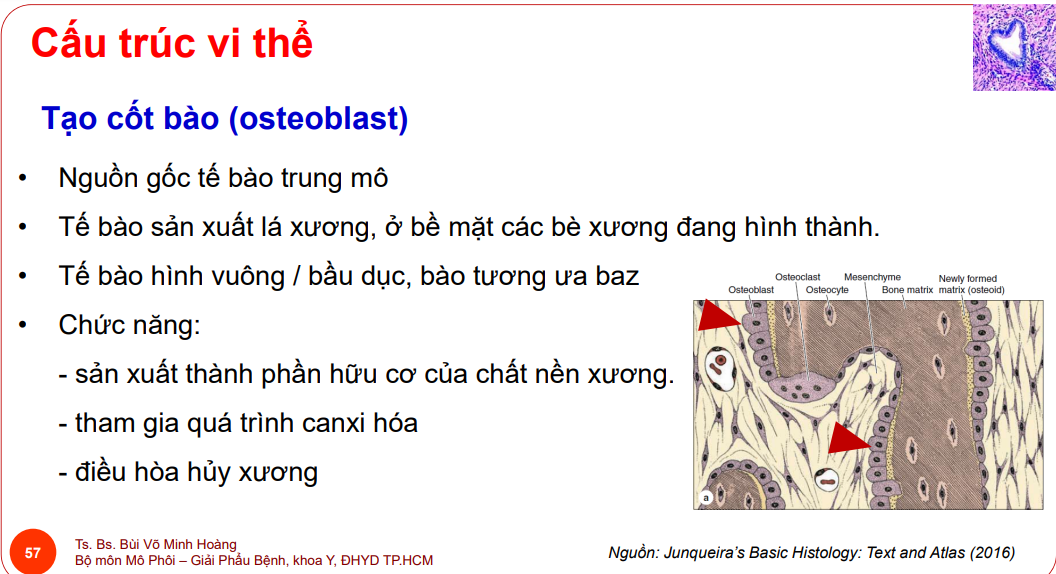 Cấu trúc vi thể
Tạo cốt bào (osteoblast)
• Nguồn gốc tế bào trung mô
• Tế bào sản xuất lá xương, ở bề mặt các bè xương đang hình thành.
• Tế bào hình vuông / bầu dục, bào tương ưa baz
• Chức năng:
- sản xuất thành phần hữu cơ của chất nền xương.
- tham gia quá trình canxi hóa
- điều hòa hủy xương
Osteoclast Mesenchyme Newly formed
Osteoblast Osteocyte Bone matrix matrix (osteoid)
a
57
Ts. Bs. Bùi Võ Minh Hoàng
Bộ môn Mô Phôi – Giải Phẩu Bệnh, khoa Y, ĐHYD TP.HCM
Nguồn: Junqueira's Basic Histology: Text and Atlas (2016)